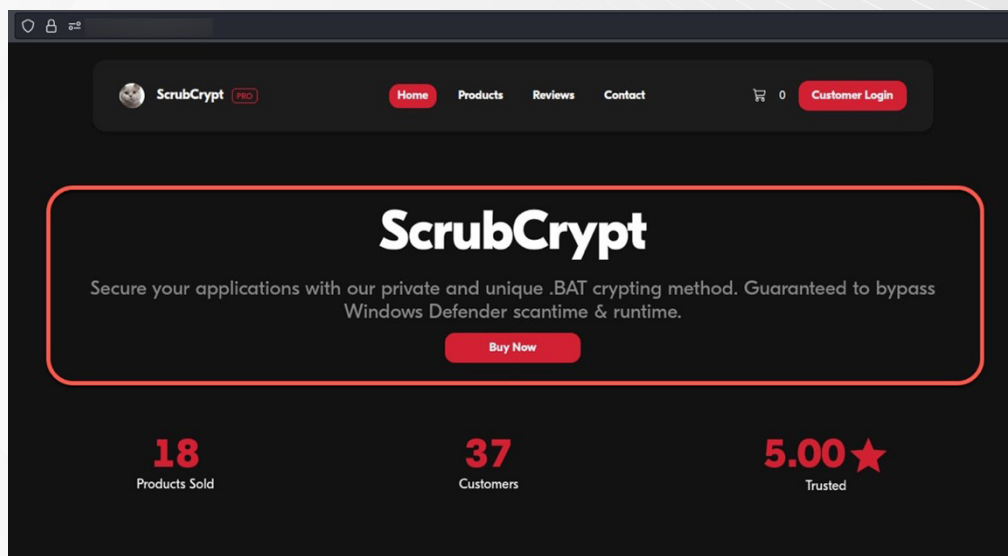 ScrubCrypt PRO Home Products Reviews Contact 0 Customer Login
ScrubCrypt
Secure your applications with our private and unique .BAT crypting method. Guaranteed to bypass
Windows Defender scantime & runtime.
Buy Now
18 37 5.00
Products Sold Customers Trusted